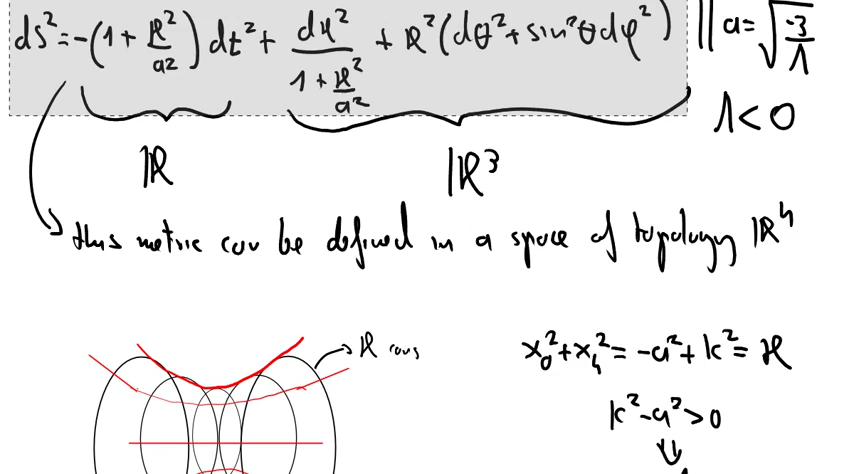 ds² = -(1 + R²/a²) dt² + dr²/(1 + R²/a²) + R²(dθ² + sin²θ dφ²) || a = √(-3/Λ)
Λ < 0
ℝ ℝ³
this metric can be defined in a space of topology ℝ⁴
R cons
x₀² + x₄² = -a² + k² = R
k² - a² > 0
⇓